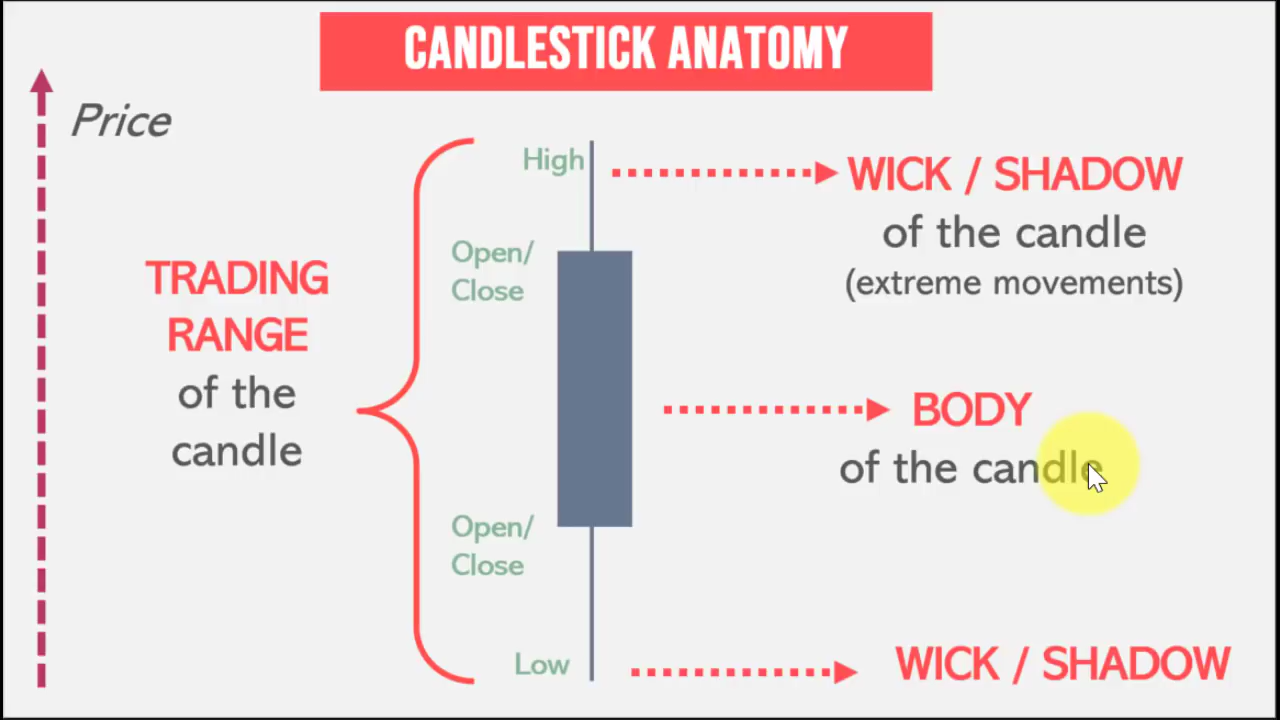 CANDLESTICK ANATOMY
Price
High
WICK / SHADOW
of the candle
(extreme movements)
Open/
Close
TRADING
RANGE
of the
candle
BODY
of the candle
Open/
Close
Low
WICK / SHADOW